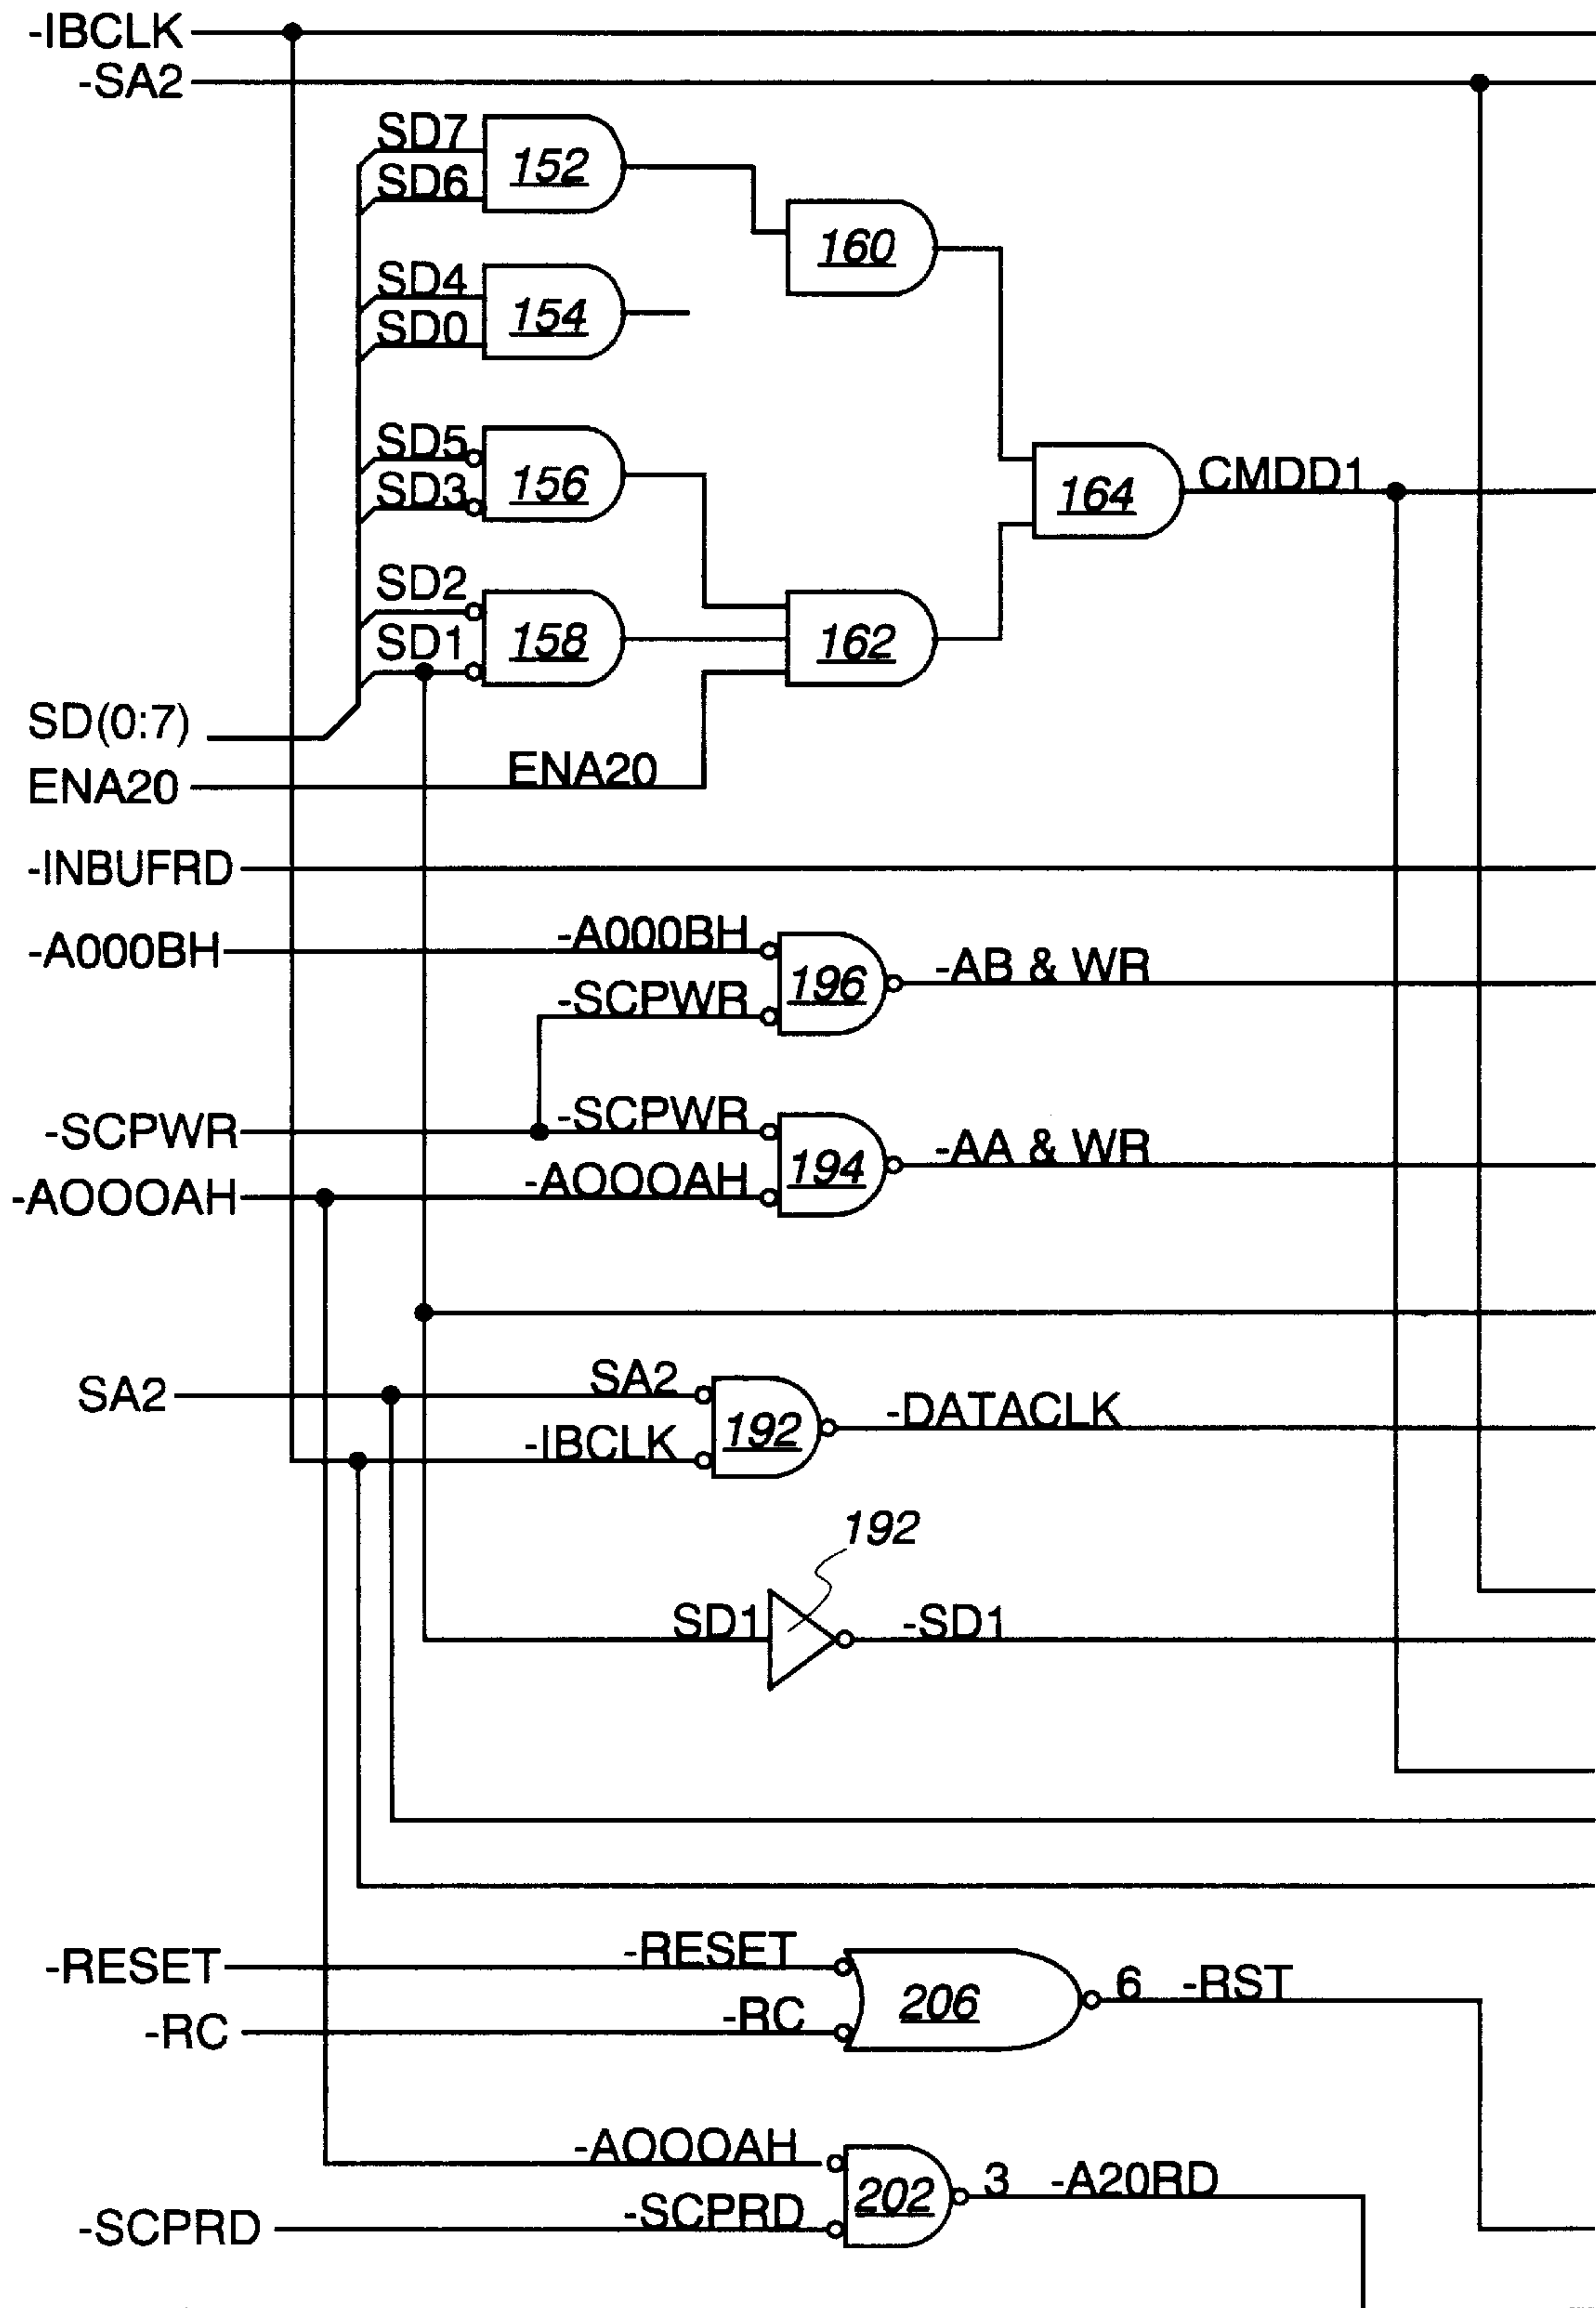 -IBCLK
-SA2
SD7
152
SD6
160
SD4
154
SD0
SD5
156
SD3
164
CMDD1
SD2
158
SD1
162
SD(0:7)
ENA20
ENA20
-INBUFRD
-A000BH
-A000BH
196
-AB & WR
-SCPWR
-SCPWR
-SCPWR
194
-AA & WR
-AOOOAH
-AOOOAH
SA2
SA2
192
-DATACLK
-IBCLK
192
SD1
-SD1
-RESET
-RESET
206
6
-RST
-RC
-RC
-AOOOAH
202
3
-A20RD
-SCPRD
-SCPRD